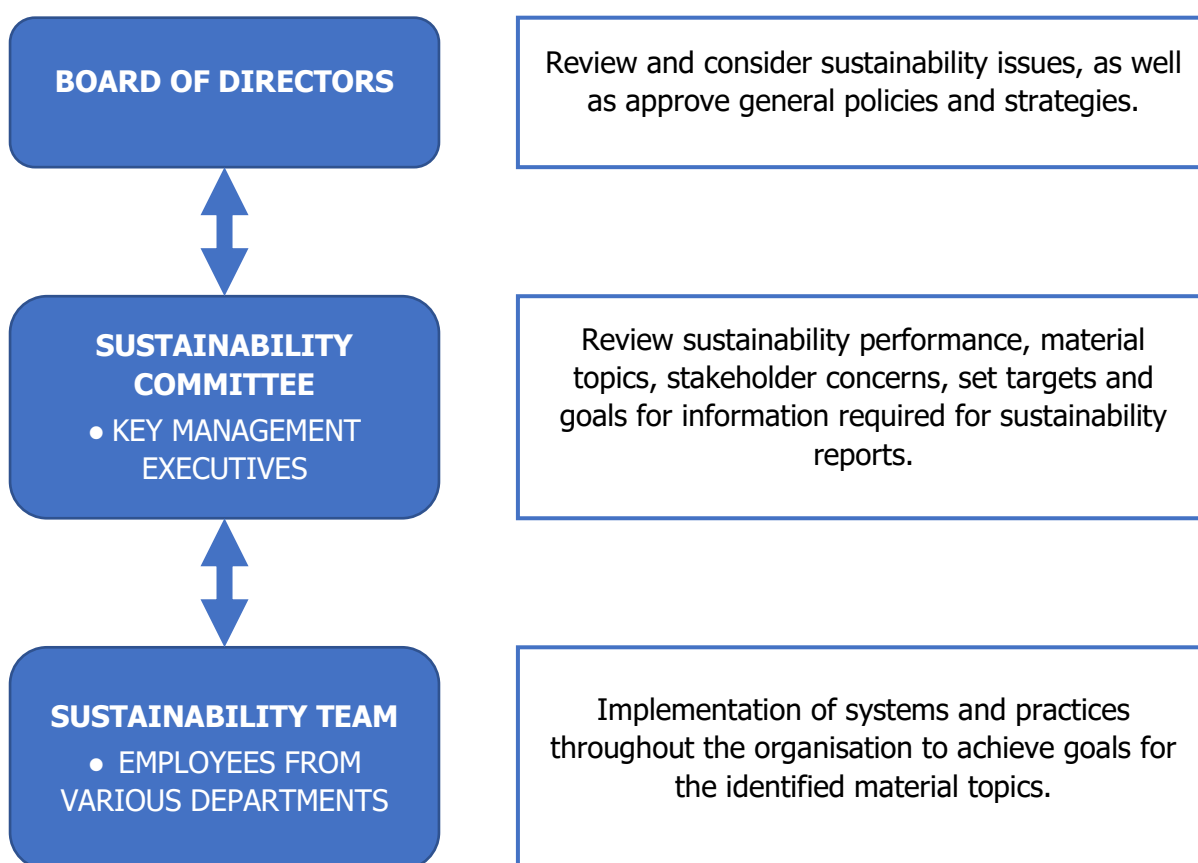 BOARD OF DIRECTORS
Review and consider sustainability issues, as well
as approve general policies and strategies.
SUSTAINABILITY
COMMITTEE
● KEY MANAGEMENT
EXECUTIVES
Review sustainability performance, material
topics, stakeholder concerns, set targets and
goals for information required for sustainability
reports.
SUSTAINABILITY TEAM
● EMPLOYEES FROM
VARIOUS DEPARTMENTS
Implementation of systems and practices
throughout the organisation to achieve goals for
the identified material topics.